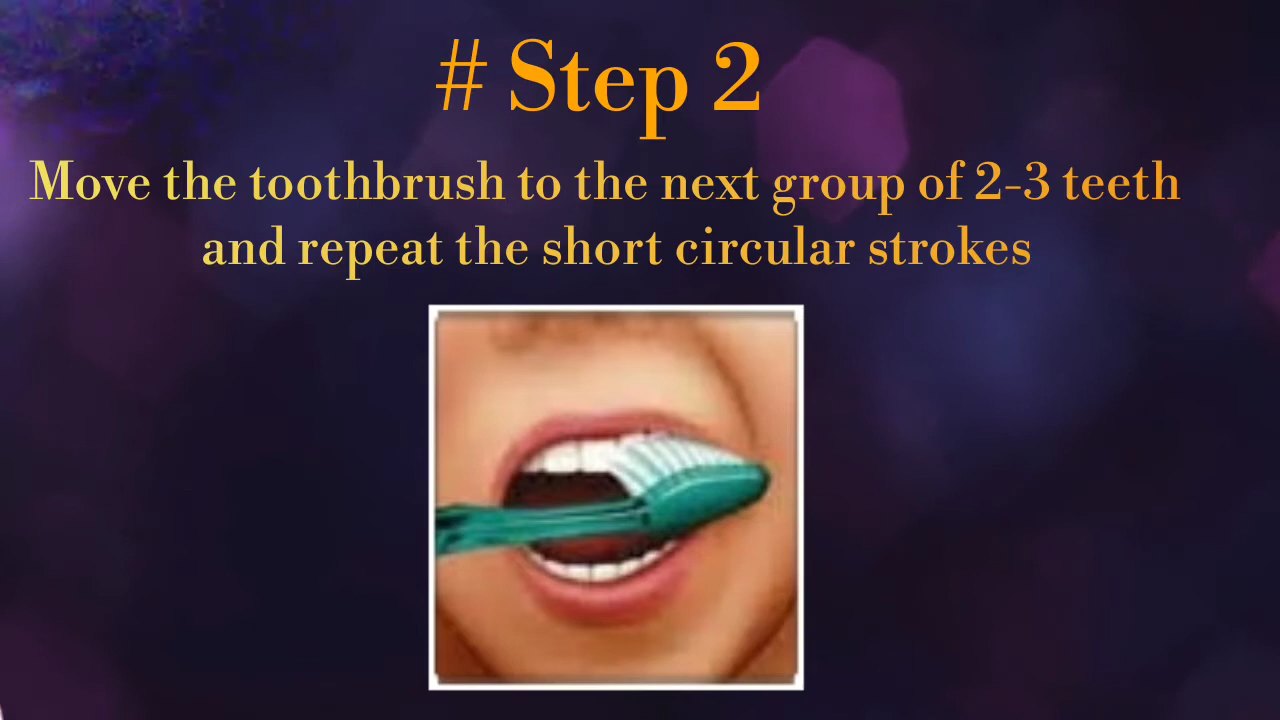 # Step 2
Move the toothbrush to the next group of 2-3 teeth
and repeat the short circular strokes